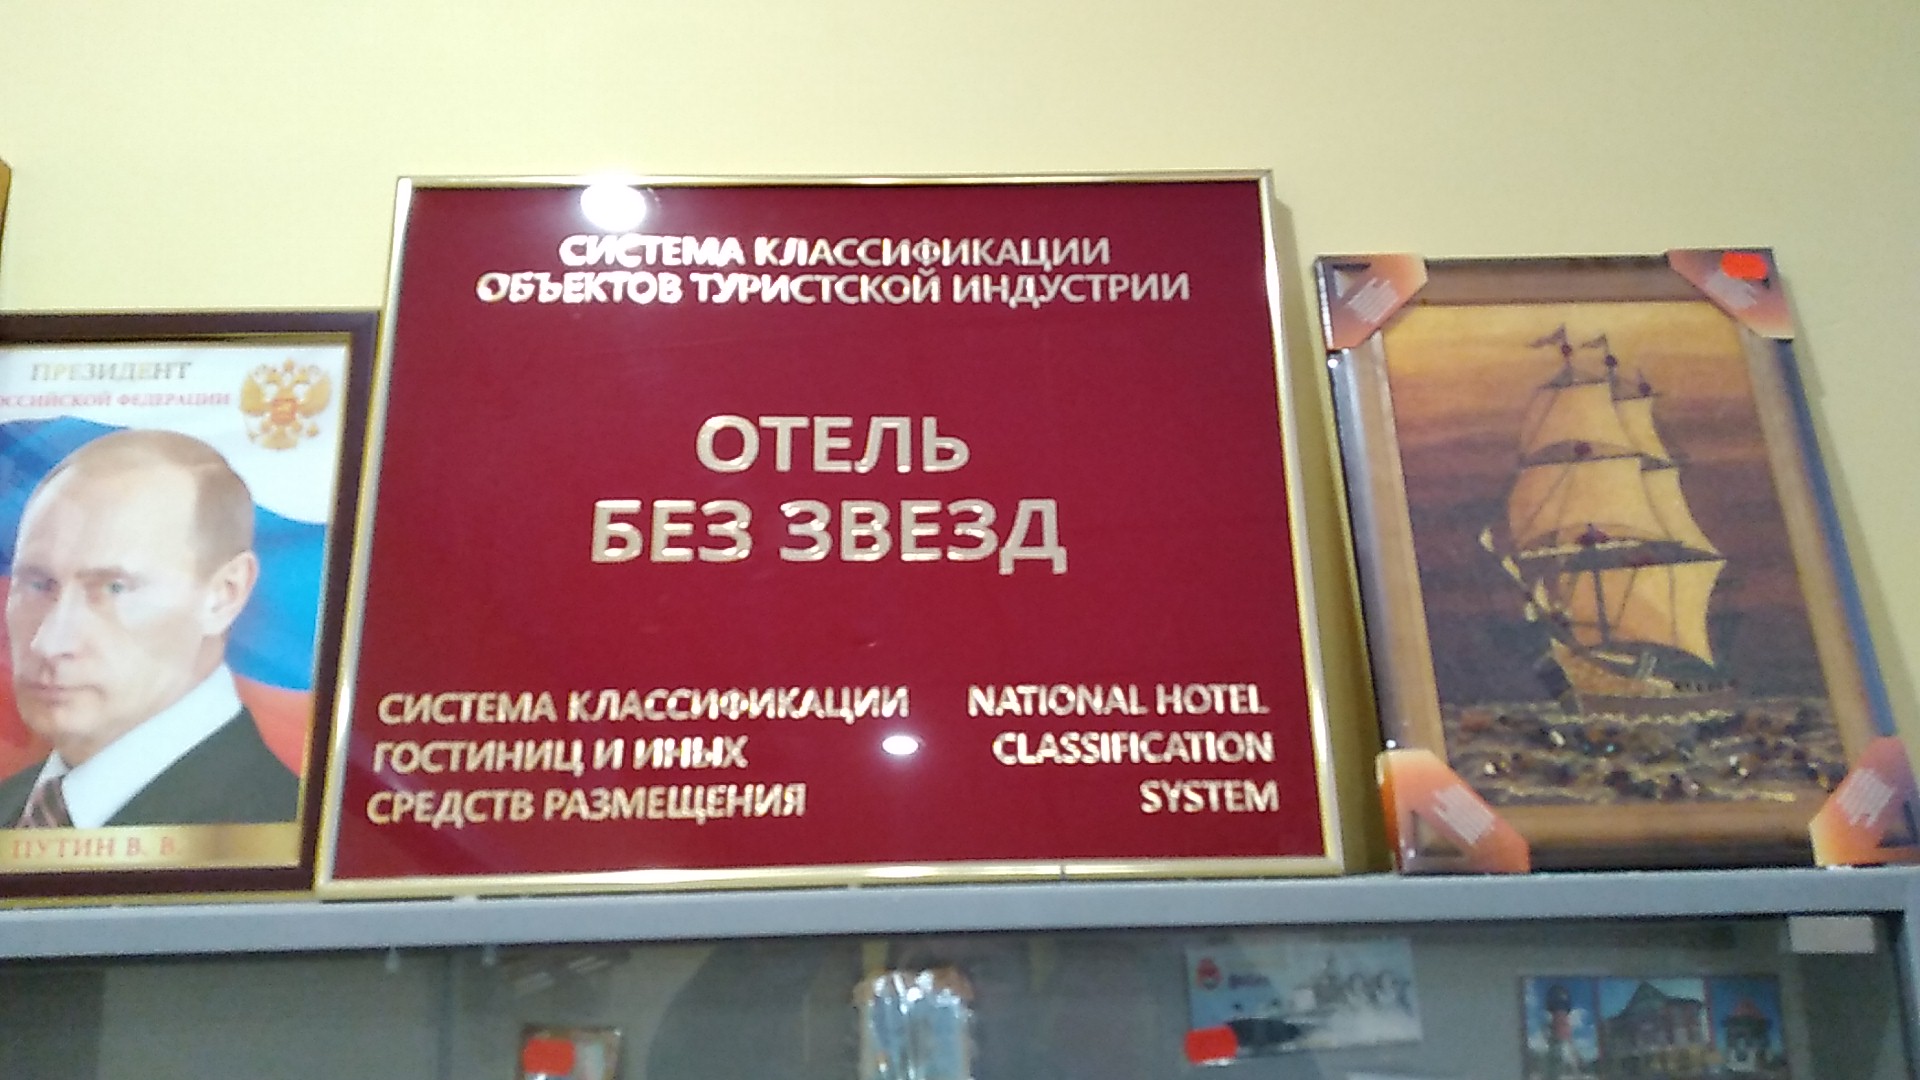 ПРЕЗИДЕНТ
РОССИЙСКОЙ ФЕДЕРАЦИИ
ПУТИН В. В.
СИСТЕМА КЛАССИФИКАЦИИ
ОБЪЕКТОВ ТУРИСТСКОЙ ИНДУСТРИИ
ОТЕЛЬ
БЕЗ ЗВЕЗД
СИСТЕМА КЛАССИФИКАЦИИ
ГОСТИНИЦ И ИНЫХ
СРЕДСТВ РАЗМЕЩЕНИЯ
NATIONAL HOTEL
CLASSIFICATION
SYSTEM